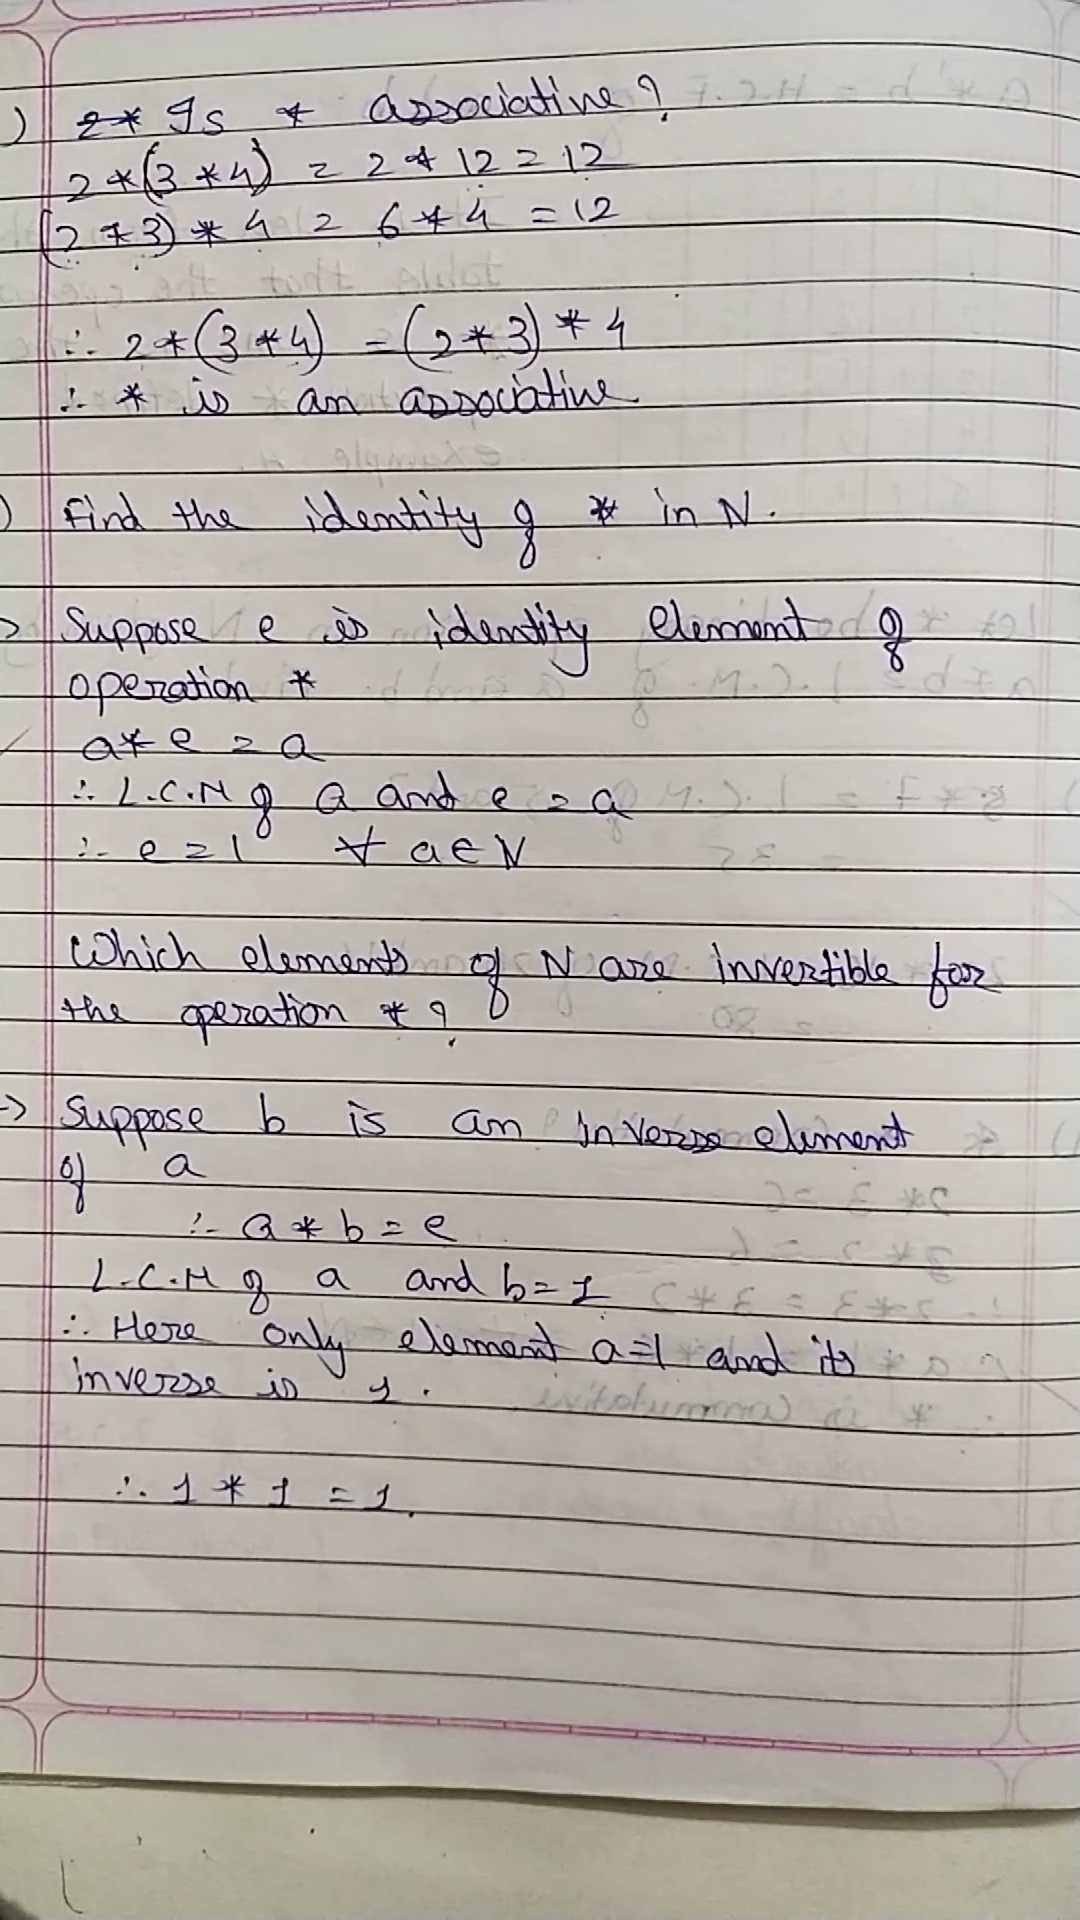 ) Is * associative?
2*(3*4) = 2*12 = 12
(2*3)*4 = 6*4 = 12
∴ 2*(3*4) = (2*3)*4
∴ * is an associative
) Find the identity of * in N.
→ Suppose e is identity element of
operation *
a*e = a
∴ L.C.M of a and e = a
∴ e=1 ∀ a∈N
Which elements of N are invertible for
the operation *?
→ Suppose b is an inverse element
of a
∴ a*b=e
L.C.M of a and b=1
∴ Here only element a=1 and its
inverse is 1.
∴ 1*1 =1.